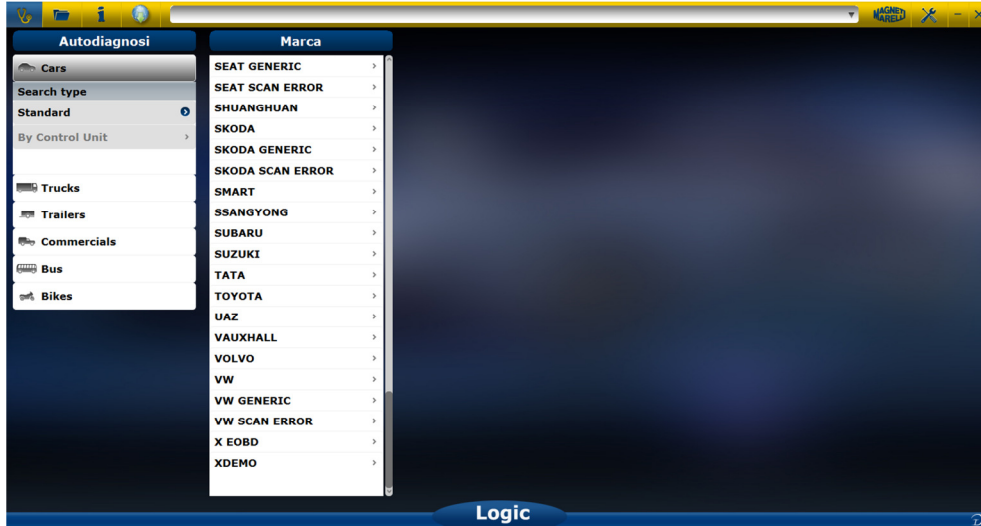 MAGNETI
MARELLI
Autodiagnosi
Cars
Search type
Standard
By Control Unit
Trucks
Trailers
Commercials
Bus
Bikes
Marca
SEAT GENERIC
SEAT SCAN ERROR
SHUANGHUAN
SKODA
SKODA GENERIC
SKODA SCAN ERROR
SMART
SSANGYONG
SUBARU
SUZUKI
TATA
TOYOTA
UAZ
VAUXHALL
VOLVO
VW
VW GENERIC
VW SCAN ERROR
X EOBD
XDEMO
Logic